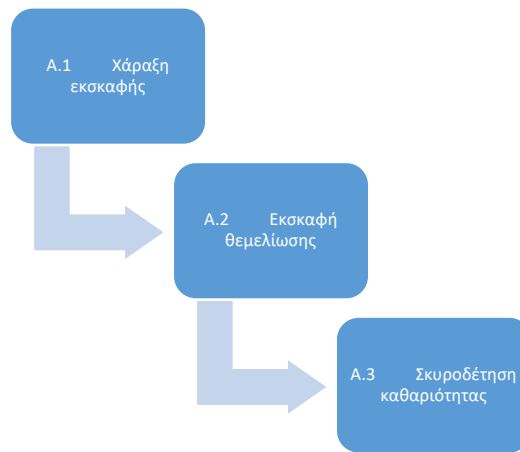 Α.1 Χάραξη
εκσκαφής
Α.2 Εκσκαφή
θεμελίωσης
Α.3 Σκυροδέτηση
καθαριότητας